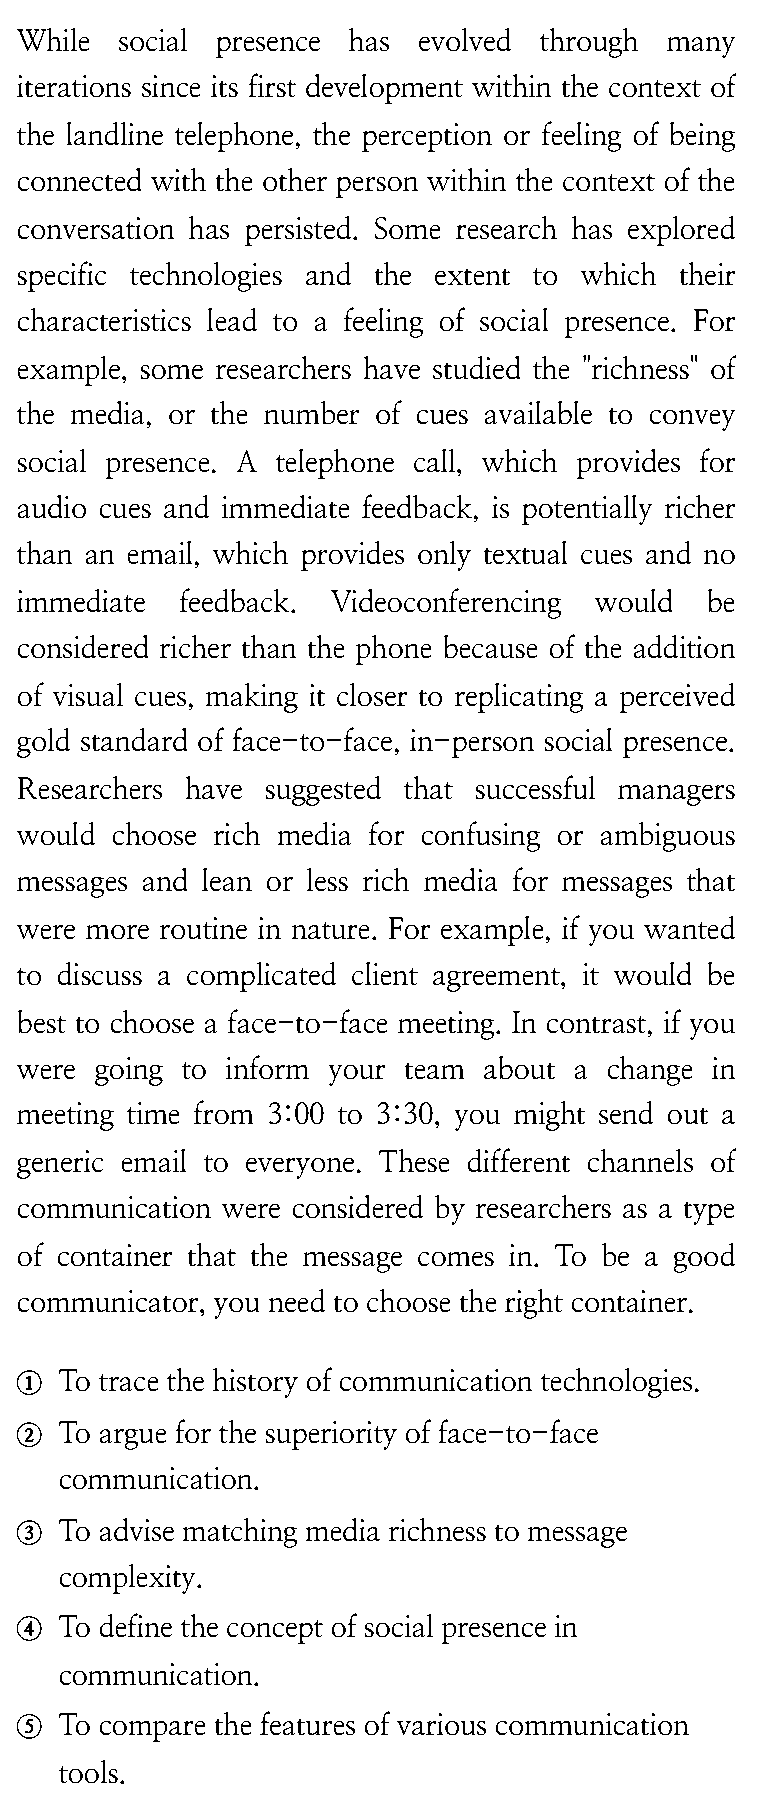 While social presence has evolved through many
iterations since its first development within the context of
the landline telephone, the perception or feeling of being
connected with the other person within the context of the
conversation has persisted. Some research has explored
specific technologies and the extent to which their
characteristics lead to a feeling of social presence. For
example, some researchers have studied the "richness" of
the media, or the number of cues available to convey
social presence. A telephone call, which provides for
audio cues and immediate feedback, is potentially richer
than an email, which provides only textual cues and no
immediate feedback. Videoconferencing would be
considered richer than the phone because of the addition
of visual cues, making it closer to replicating a perceived
gold standard of face-to-face, in-person social presence.
Researchers have suggested that successful managers
would choose rich media for confusing or ambiguous
messages and lean or less rich media for messages that
were more routine in nature. For example, if you wanted
to discuss a complicated client agreement, it would be
best to choose a face-to-face meeting. In contrast, if you
were going to inform your team about a change in
meeting time from 3:00 to 3:30, you might send out a
generic email to everyone. These different channels of
communication were considered by researchers as a type
of container that the message comes in. To be a good
communicator, you need to choose the right container.
① To trace the history of communication technologies.
② To argue for the superiority of face-to-face
communication.
③ To advise matching media richness to message
complexity.
④ To define the concept of social presence in
communication.
⑤ To compare the features of various communication
tools.